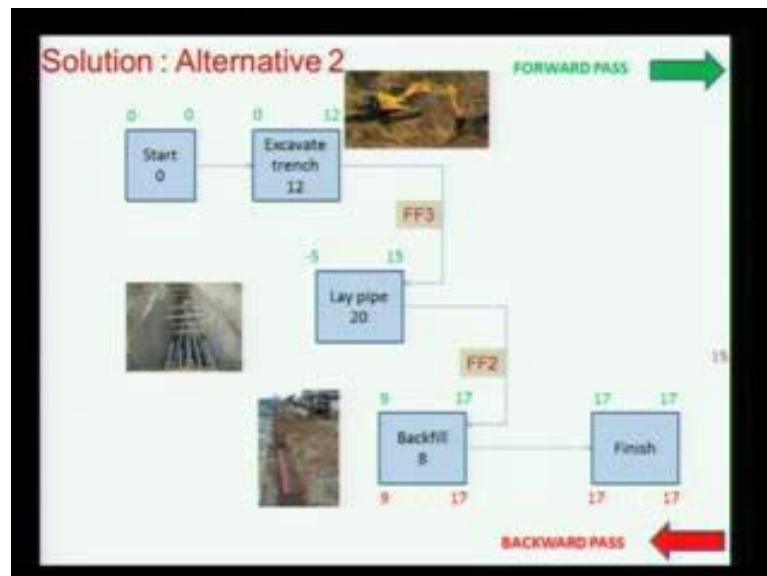 Solution : Alternative 2
FORWARD PASS
0 0 0 12
Start
0
Excavate
trench
12
FF3
-5 15
Lay pipe
20
FF2
15
9 17 17 17
Backfill
8
Finish
9 17 17 17
BACKWARD PASS